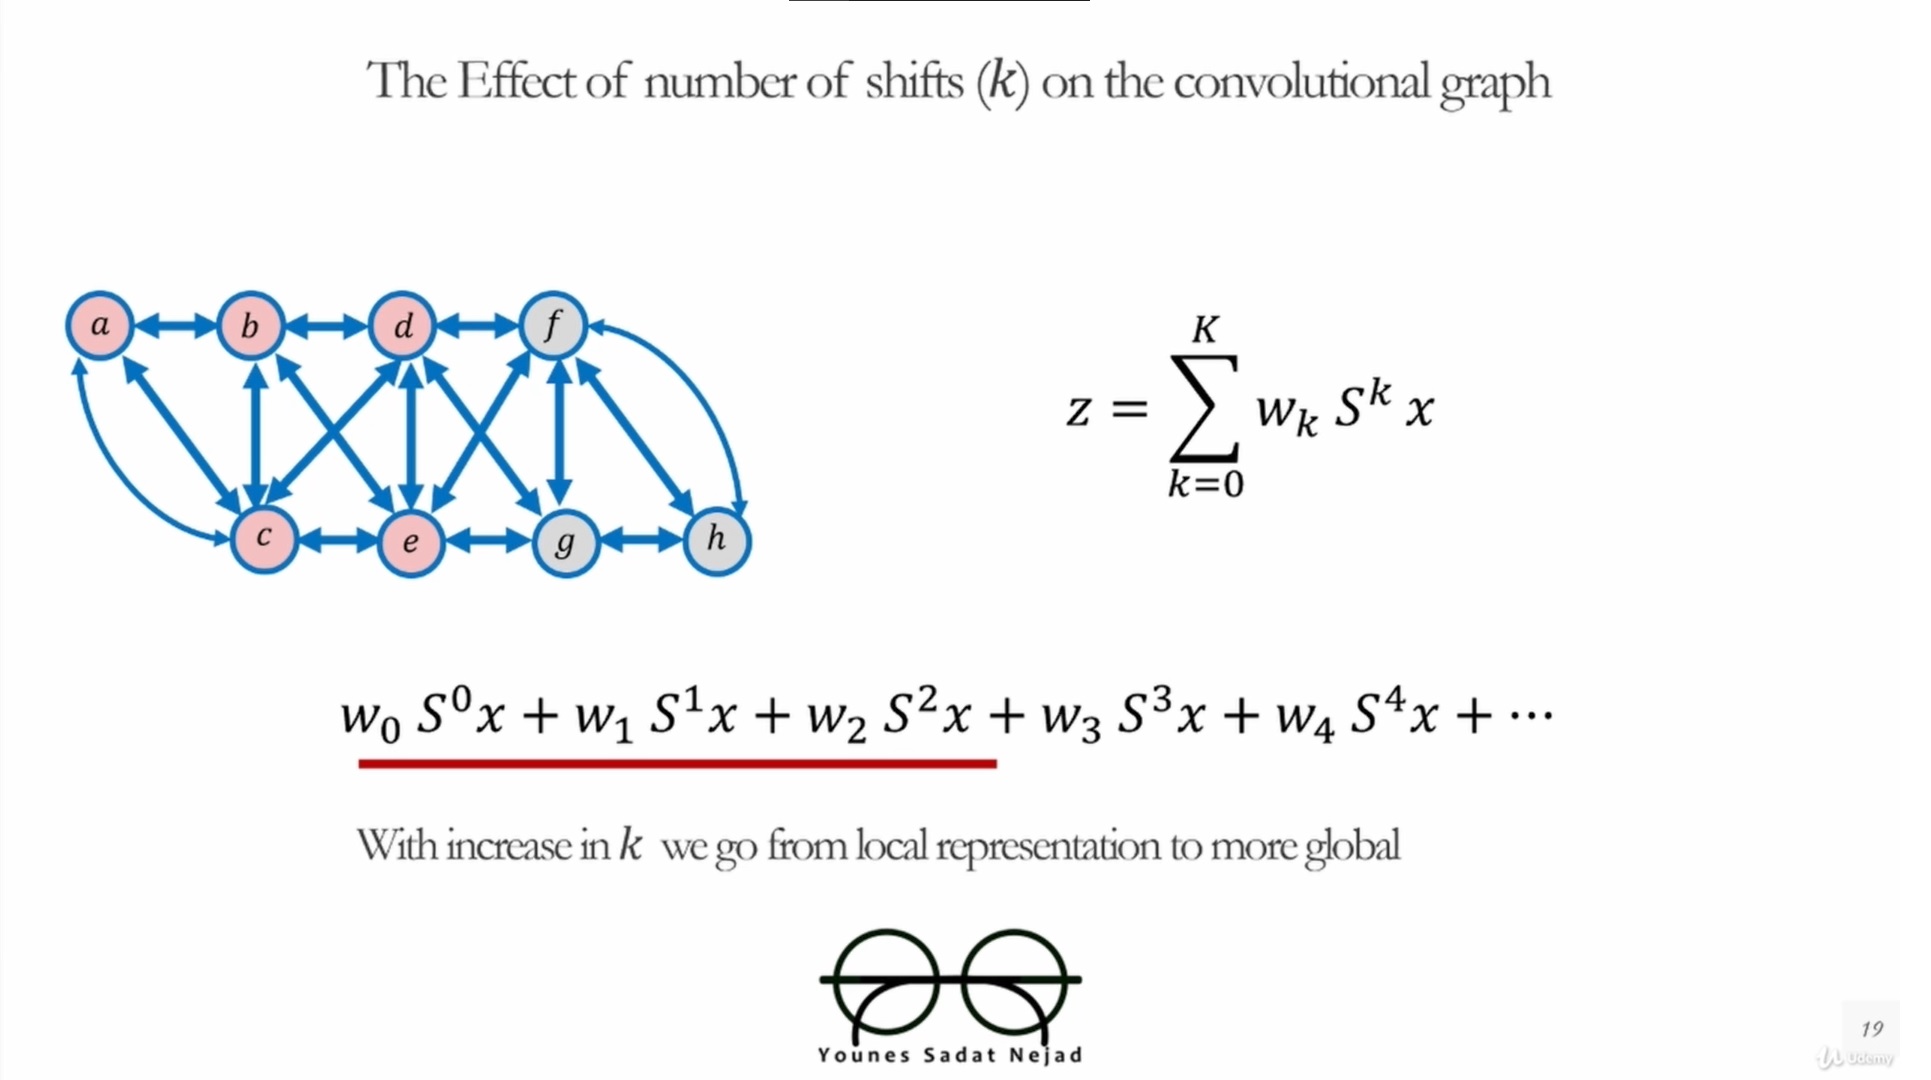 The Effect of number of shifts (k) on the convolutional graph
a b d f
c e g h
K
z = ∑ w_k S^k x
k=0
w_0 S^0 x + w_1 S^1 x + w_2 S^2 x + w_3 S^3 x + w_4 S^4 x + ⋯
With increase in k we go from local representation to more global
Younes Sadat Nejad
19
Udemy